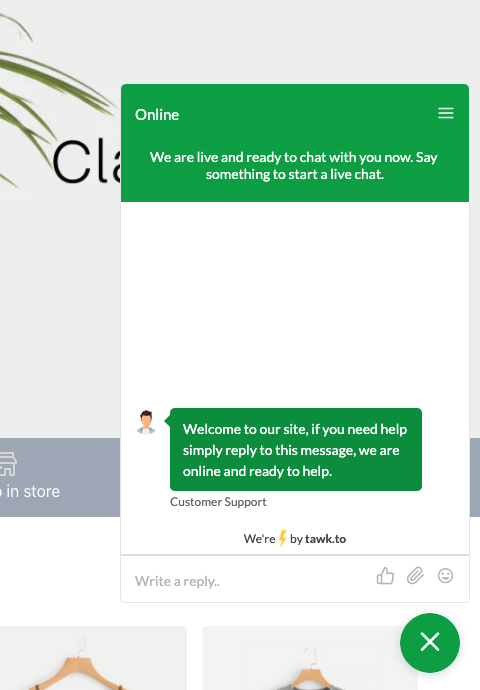 Online
We are live and ready to chat with you now. Say
something to start a live chat.
Cla
Welcome to our site, if you need help
simply reply to this message, we are
online and ready to help.
in store
Customer Support
We're by tawk.to
Write a reply..